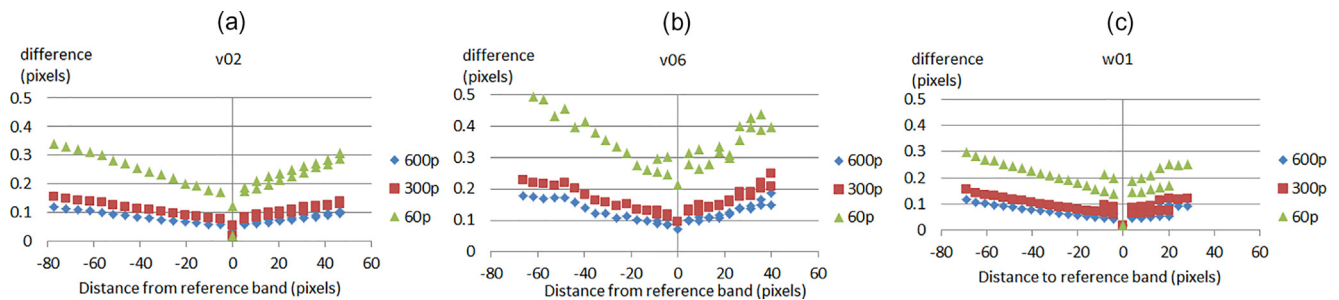 (a)
(b)
(c)
difference
(pixels)
v02
0.5
0.4
0.3
0.2
0.1
0
-80 -60 -40 -20 0 20 40 60
Distance from reference band (pixels)
600p
300p
60p
difference
(pixels)
v06
0.5
0.4
0.3
0.2
0.1
0
-80 -60 -40 -20 0 20 40 60
Distance from reference band (pixels)
600p
300p
60p
difference
(pixels)
w01
0.5
0.4
0.3
0.2
0.1
0
-80 -60 -40 -20 0 20 40 60
Distance to reference band (pixels)
600p
300p
60p